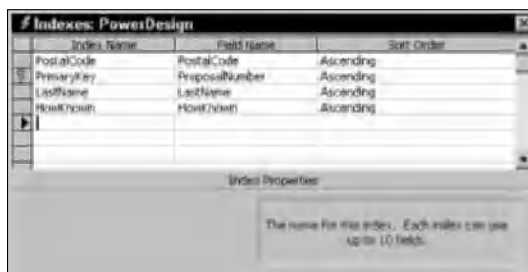 Indexes: PowerDesign
Index Name Field Name Sort Order
PostalCode PostalCode Ascending
PrimaryKey ProposalNumber Ascending
LastName LastName Ascending
HowKnown HowKnown Ascending
Index Properties
The name for this index. Each index can use
up to 10 fields.